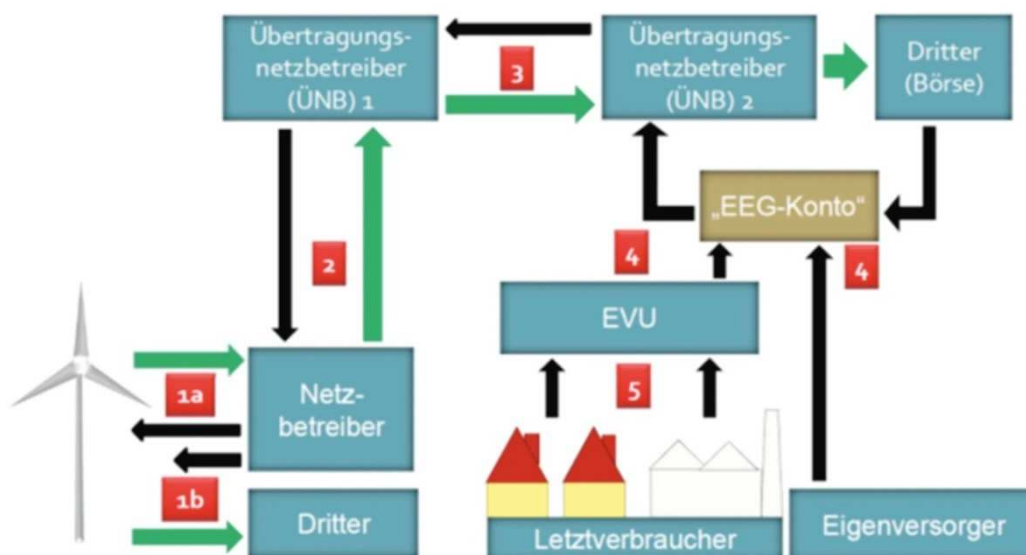 Übertragungs-
netzbetreiber
(ÜNB) 1
3
Übertragungs-
netzbetreiber
(ÜNB) 2
Dritter
(Börse)
2
„EEG-Konto“
4
4
EVU
5
1a
Netz-
betreiber
1b
Dritter
Letztverbraucher
Eigenversorger